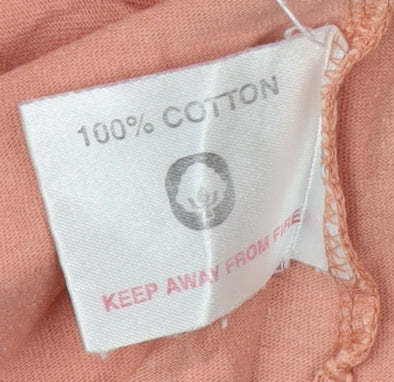 100% COTTON
KEEP AWAY FROM FIRE